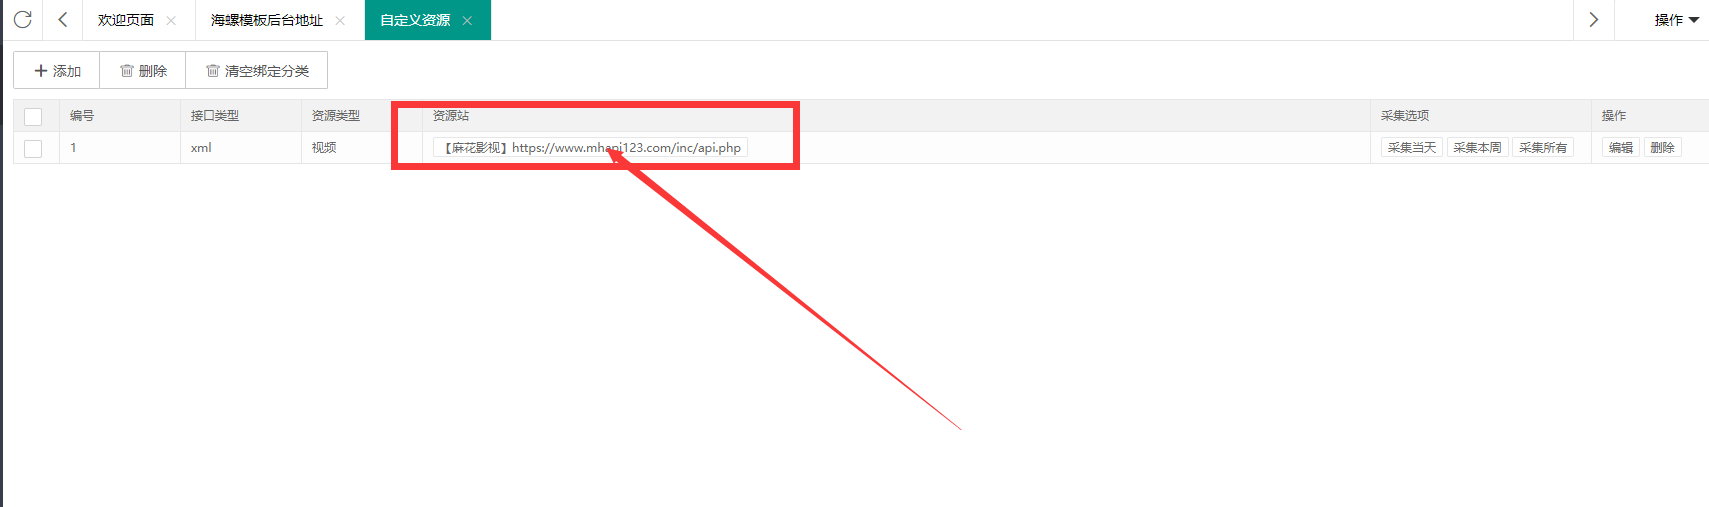 欢迎页面 海螺模板后台地址 自定义资源 操作
添加 删除 清空绑定分类
编号 接口类型 资源类型 资源站 采集选项 操作
1 xml 视频 【麻花影视】https://www.mhapi123.com/inc/api.php 采集当天 采集本周 采集所有 编辑 删除